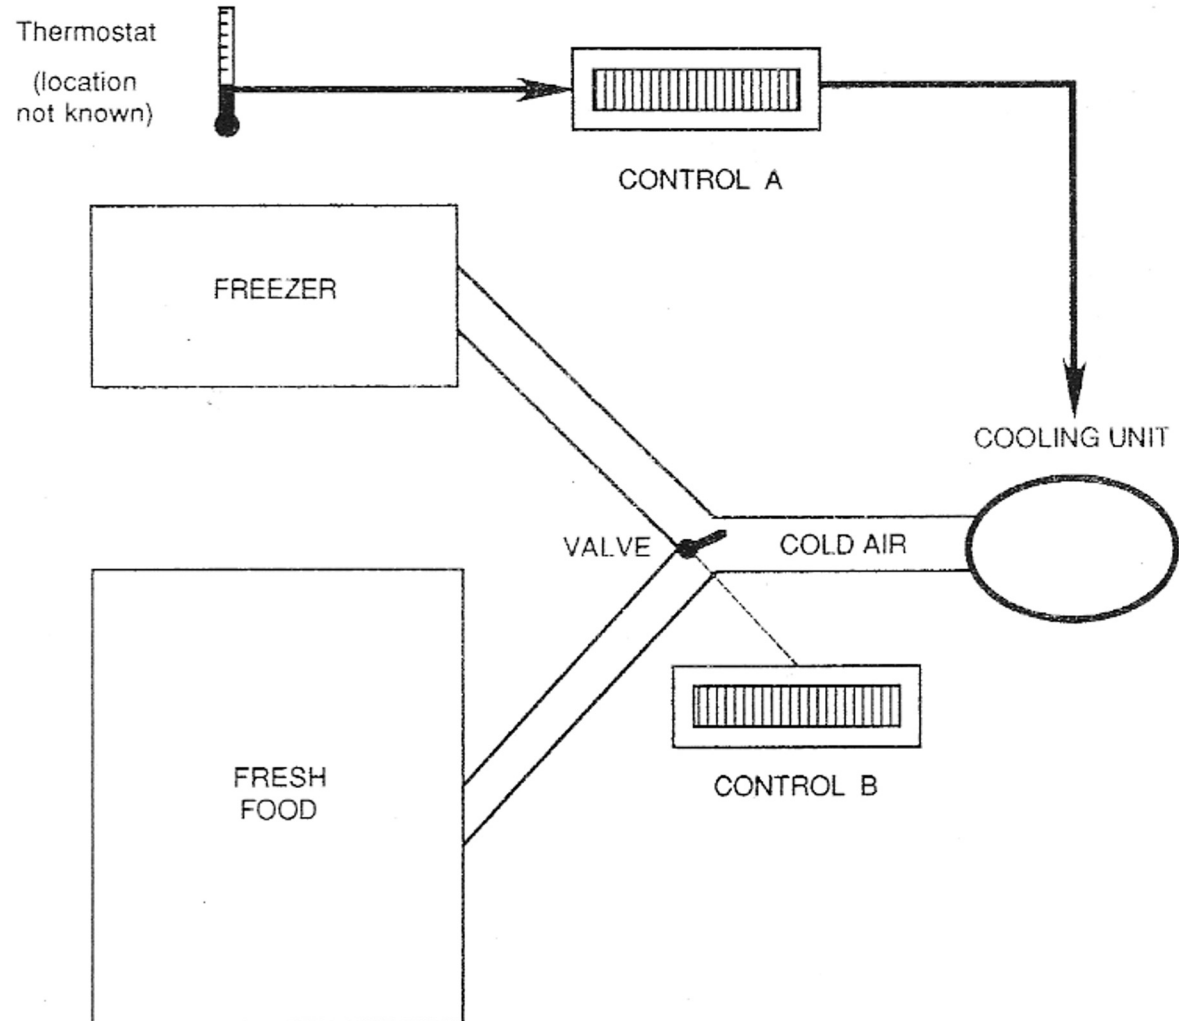 Thermostat
(location
not known)
CONTROL A
FREEZER
COOLING UNIT
VALVE
COLD AIR
FRESH
FOOD
CONTROL B